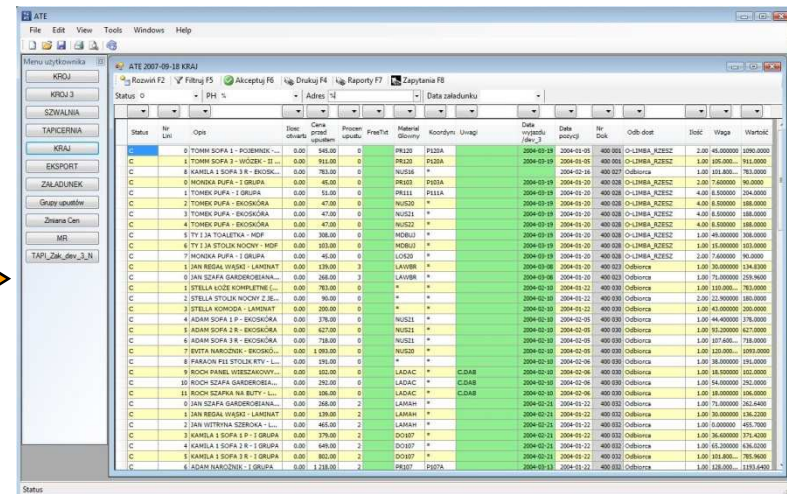 ATE
File Edit View Tools Windows Help
Menu użytkownika
KROJ
KROJ 3
SZWALNIA
TAPICERNIA
KRAJ
EKSPORT
ZAŁADUNEK
Grupy upustów
Zmiana Cen
MR
TAPI_Zak_dev_3_N
ATE 2007-09-18 KRAJ
Rozwiń F2 Filtruj F5 Akceptuj F6 Drukuj F4 Raporty F7 Zapytania F8
Status 0 PH % Adres % Data załadunku
Status Nr Lini Opis Ilosc otwarta Cena przed upustem Procen upustu FreeTxt Materiał Glowny Koordynu Uwagi Data wyjazdu /dev_3 Data pozycji Nr Dok Odb dost Ilość Waga Wartość
C 0 TOMM SOFA 1 - POJEMNIK -... 0.00 545.00 0 PR120 P120A 2004-03-19 2004-01-05 400 001 O-LIMBA_RZESZ 2.00 45.000000 1090.0000
C 1 TOMM SOFA 3 - WÓZEK - II ... 0.00 911.00 0 PR120 P120A 2004-03-19 2004-01-05 400 001 O-LIMBA_RZESZ 1.00 105.000... 911.0000
C 8 KAMILA 1 SOFA 3 R - EKOSK... 0.00 783.00 0 NUS16 * 2004-02-16 400 027 Odbiorca 1.00 101.800... 783.0000
C 0 MONIKA PUFA - I GRUPA 0.00 45.00 0 PR103 P103A 2004-03-19 2004-01-20 400 028 O-LIMBA_RZESZ 2.00 7.600000 90.0000
C 1 TOMEK PUFA - I GRUPA 0.00 51.00 0 PR111 P111A 2004-03-19 2004-01-20 400 028 O-LIMBA_RZESZ 4.00 8.500000 204.0000
C 2 TOMEK PUFA - EKOSKÓRA 0.00 47.00 0 NUS20 * 2004-03-19 2004-01-20 400 028 O-LIMBA_RZESZ 4.00 8.500000 188.0000
C 3 TOMEK PUFA - EKOSKÓRA 0.00 47.00 0 NUS21 * 2004-03-19 2004-01-20 400 028 O-LIMBA_RZESZ 4.00 8.500000 188.0000
C 4 TOMEK PUFA - EKOSKÓRA 0.00 47.00 0 NUS22 * 2004-03-19 2004-01-20 400 028 O-LIMBA_RZESZ 4.00 8.500000 188.0000
C 5 TY I JA TOALETKA - MDF 0.00 308.00 0 MDBUJ * 2004-03-19 2004-01-20 400 028 O-LIMBA_RZESZ 1.00 49.000000 308.0000
C 6 TY I JA STOLIK NOCNY - MDF 0.00 103.00 0 MDBUJ * 2004-03-19 2004-01-20 400 028 O-LIMBA_RZESZ 1.00 15.000000 103.0000
C 7 MONIKA PUFA - I GRUPA 0.00 45.00 0 LOS20 * 2004-03-19 2004-01-20 400 028 O-LIMBA_RZESZ 2.00 7.600000 90.0000
C 1 JAN REGAŁ WĄSKI - LAMINAT 0.00 139.00 3 LAWBR * 2004-03-08 2004-01-20 400 023 Odbiorca 1.00 30.000000 134.8300
C 0 JAN SZAFA GARDEROBIANA... 0.00 268.00 3 LAWBR * 2004-03-08 2004-01-20 400 023 Odbiorca 1.00 71.000000 259.9600
C 1 STELLA ŁOŻE KOMPLETNE (... 0.00 783.00 0 * * 2004-02-10 2004-01-22 400 030 Odbiorca 1.00 110.000... 783.0000
C 2 STELLA STOLIK NOCNY Z JE... 0.00 90.00 0 * * 2004-02-10 2004-01-22 400 030 Odbiorca 2.00 22.900000 180.0000
C 3 STELLA KOMODA - LAMINAT 0.00 200.00 0 * * 2004-02-10 2004-01-22 400 030 Odbiorca 1.00 43.000000 200.0000
C 4 ADAM SOFA 1 P - EKOSKÓRA 0.00 376.00 0 NUS21 * 2004-02-10 2004-02-05 400 030 Odbiorca 1.00 44.400000 376.0000
C 5 ADAM SOFA 2 R - EKOSKÓRA 0.00 627.00 0 NUS21 * 2004-02-10 2004-02-05 400 030 Odbiorca 1.00 93.200000 627.0000
C 6 ADAM SOFA 3 R - EKOSKÓRA 0.00 718.00 0 NUS21 * 2004-02-10 2004-02-05 400 030 Odbiorca 1.00 107.600... 718.0000
C 7 EVITA NAROŻNIK - EKOSKÓ... 0.00 1 093.00 0 NUS20 * 2004-02-10 2004-02-05 400 030 Odbiorca 1.00 120.000... 1093.0000
C 8 FARAON F11 STOLIK RTV - L... 0.00 191.00 0 * * 2004-02-10 2004-02-06 400 030 Odbiorca 1.00 38.000000 191.0000
C 9 ROCH PANEL WIESZAKOWY... 0.00 102.00 0 LADAC * C.DAB 2004-02-10 2004-02-06 400 030 Odbiorca 1.00 18.500000 102.0000
C 10 ROCH SZAFA GARDEROBIA... 0.00 292.00 0 LADAC * C.DAB 2004-02-10 2004-02-06 400 030 Odbiorca 1.00 54.000000 292.0000
C 11 ROCH SZAFKA NA BUTY - L... 0.00 106.00 0 LADAC * C.DAB 2004-02-10 2004-02-06 400 030 Odbiorca 1.00 18.000000 106.0000
C 0 JAN SZAFA GARDEROBIANA... 0.00 268.00 2 LAMAH * 2004-02-21 2004-01-22 400 032 Odbiorca 1.00 71.000000 262.6400
C 1 JAN REGAŁ WĄSKI - LAMINAT 0.00 139.00 2 LAMAH * 2004-02-21 2004-01-22 400 032 Odbiorca 1.00 30.000000 136.2200
C 2 JAN WITRYNA SZEROKA - L... 0.00 465.00 2 LAMAH * 2004-02-21 2004-01-22 400 032 Odbiorca 1.00 0.000000 455.7000
C 3 KAMILA 1 SOFA 1 P - I GRUPA 0.00 379.00 2 DO107 * 2004-02-21 2004-01-22 400 032 Odbiorca 1.00 36.600000 371.4200
C 4 KAMILA 1 SOFA 2 R - I GRUPA 0.00 649.00 2 DO107 * 2004-02-21 2004-01-22 400 032 Odbiorca 1.00 65.200000 636.0200
C 5 KAMILA 1 SOFA 3 R - I GRUPA 0.00 802.00 2 DO107 * 2004-02-21 2004-01-22 400 032 Odbiorca 1.00 101.800... 785.9600
C 6 ADAM NAROŻNIK - I GRUPA 0.00 1 218.00 2 PR107 P107A 2004-03-13 2004-01-22 400 032 Odbiorca 1.00 128.000... 1193.6400
Status